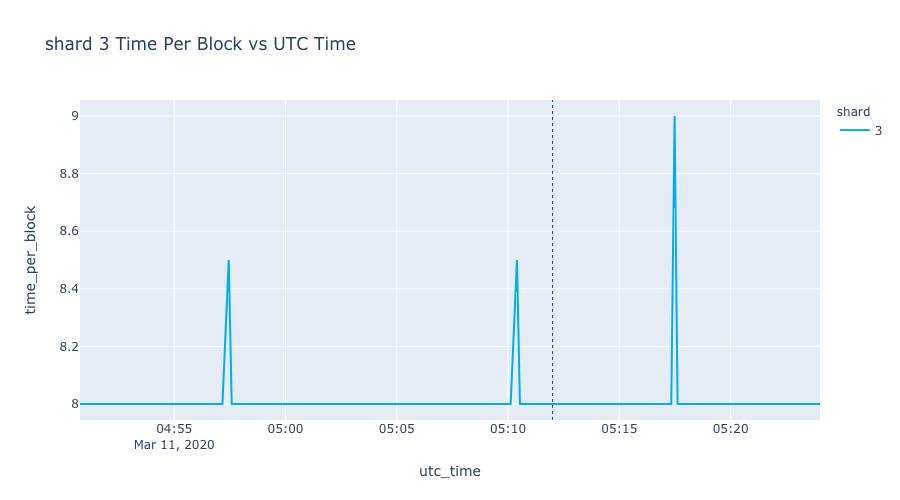 shard 3 Time Per Block vs UTC Time
shard
3
9
8.8
8.6
8.4
8.2
8
time_per_block
04:55
05:00
05:05
05:10
05:15
05:20
Mar 11, 2020
utc_time